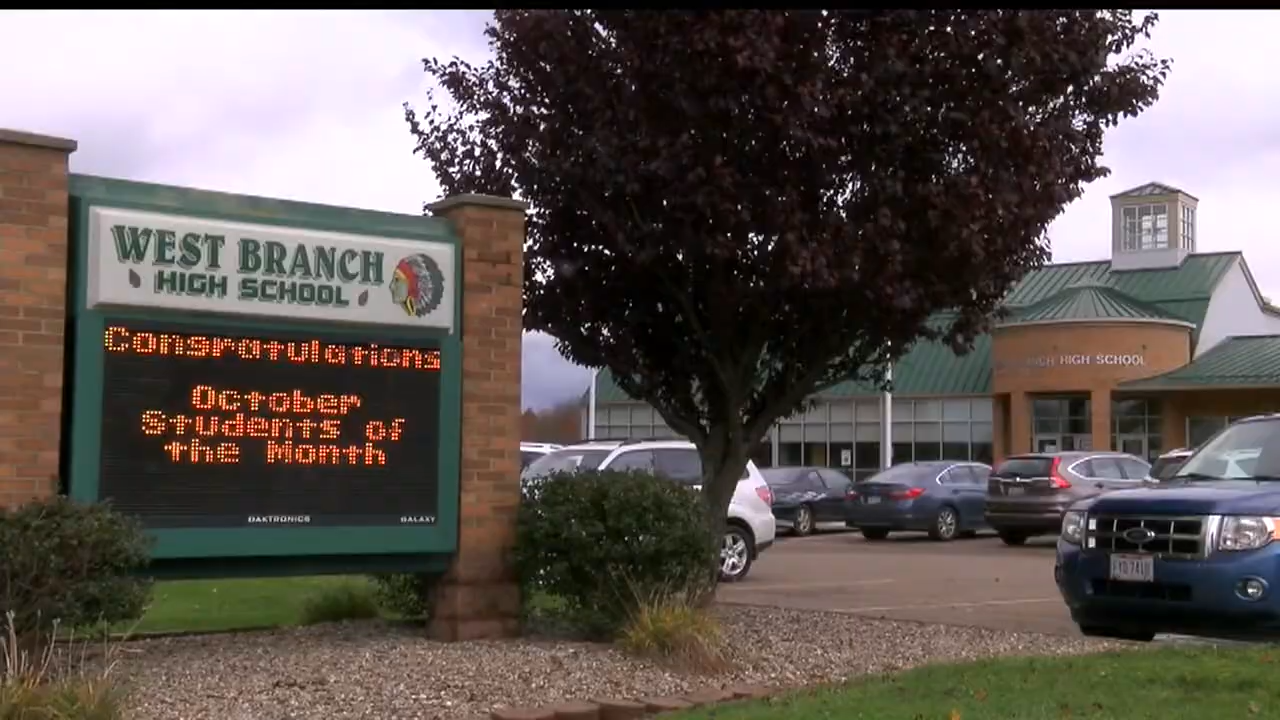 WEST BRANCH
HIGH SCHOOL
Congratulations
October
Students of
the Month
DAKTRONICS
GALAXY
HIGH SCHOOL